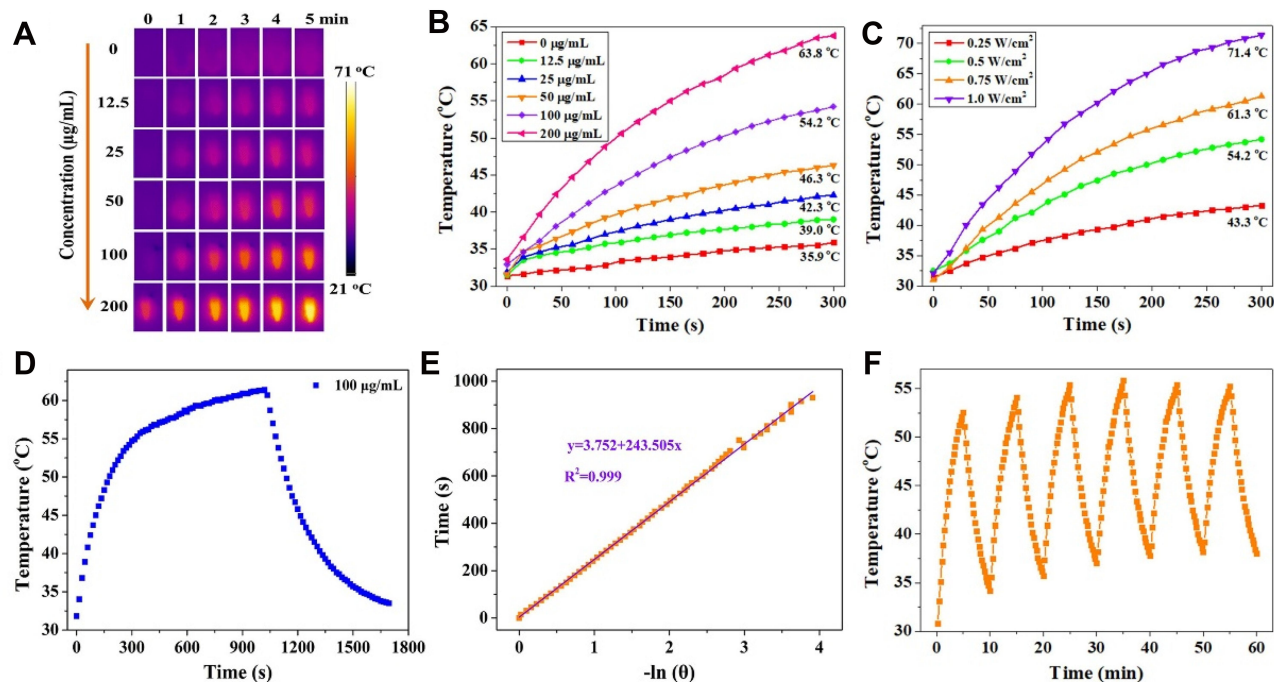 A
0 1 2 3 4 5 min
0
12.5
25
50
100
200
Concentration (µg/mL)
71 °C
21 °C
B
0 µg/mL
12.5 µg/mL
25 µg/mL
50 µg/mL
100 µg/mL
200 µg/mL
63.8 °C
54.2 °C
46.3 °C
42.3 °C
39.0 °C
35.9 °C
65
60
55
50
45
40
35
30
Temperature (°C)
0 50 100 150 200 250 300
Time (s)
C
0.25 W/cm²
0.5 W/cm²
0.75 W/cm²
1.0 W/cm²
71.4 °C
61.3 °C
54.2 °C
43.3 °C
70
65
60
55
50
45
40
35
30
Temperature (°C)
0 50 100 150 200 250 300
Time (s)
D
100 µg/mL
60
55
50
45
40
35
30
Temperature (°C)
0 300 600 900 1200 1500 1800
Time (s)
E
y=3.752+243.505x
R²=0.999
1000
800
600
400
200
0
Time (s)
0 1 2 3 4
-ln (θ)
F
55
50
45
40
35
30
Temperature (°C)
0 10 20 30 40 50 60
Time (min)